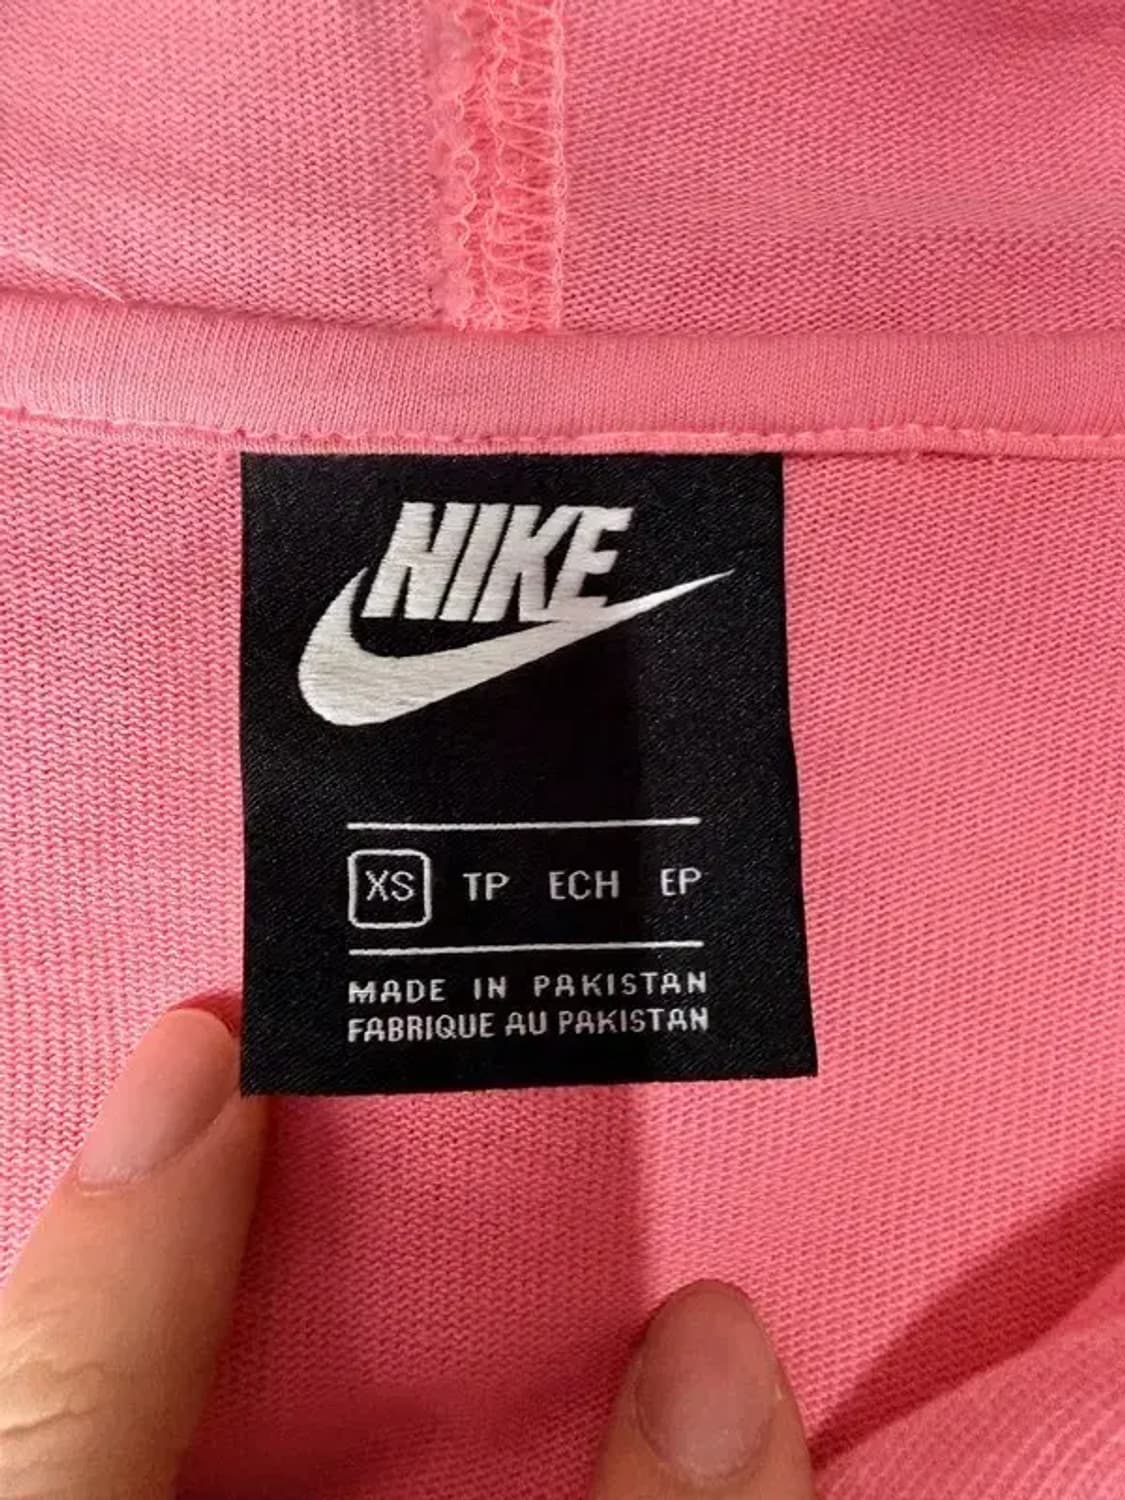 NIKE
XS TP ECH EP
MADE IN PAKISTAN
FABRIQUE AU PAKISTAN